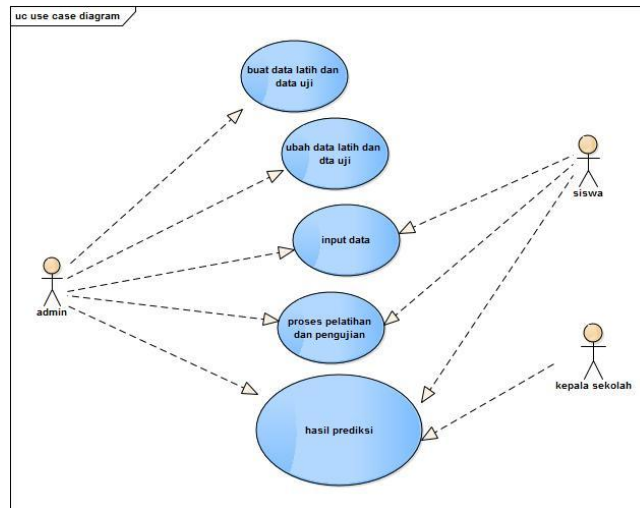 uc use case diagram
buat data latih dan
data uji
ubah data latih dan
dta uji
siswa
input data
admin
proses pelatihan
dan pengujian
kepala sekolah
hasil prediksi